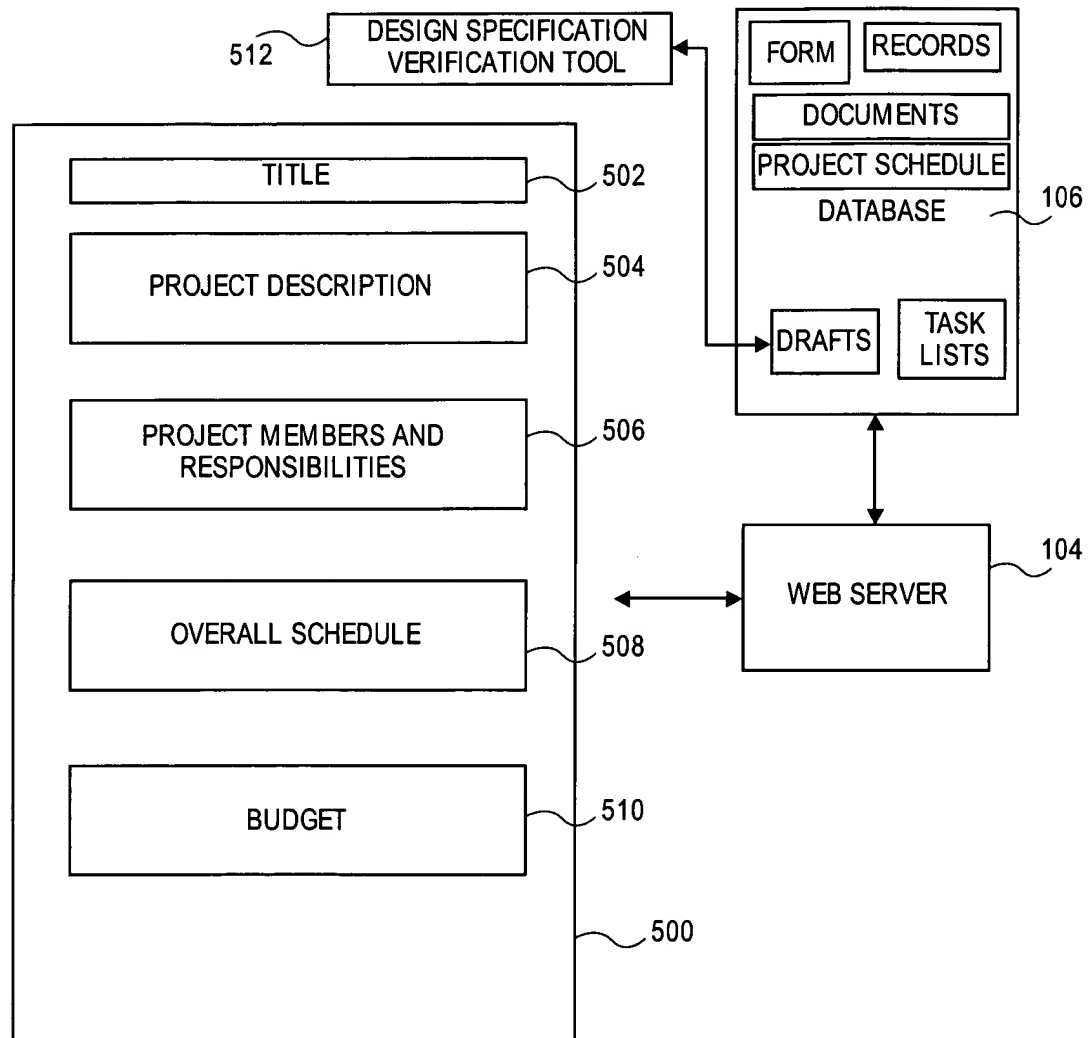 512
DESIGN SPECIFICATION
VERIFICATION TOOL
FORM
RECORDS
DOCUMENTS
PROJECT SCHEDULE
DATABASE
106
DRAFTS
TASK
LISTS
TITLE
502
PROJECT DESCRIPTION
504
PROJECT MEMBERS AND
RESPONSIBILITIES
506
OVERALL SCHEDULE
508
BUDGET
510
500
WEB SERVER
104